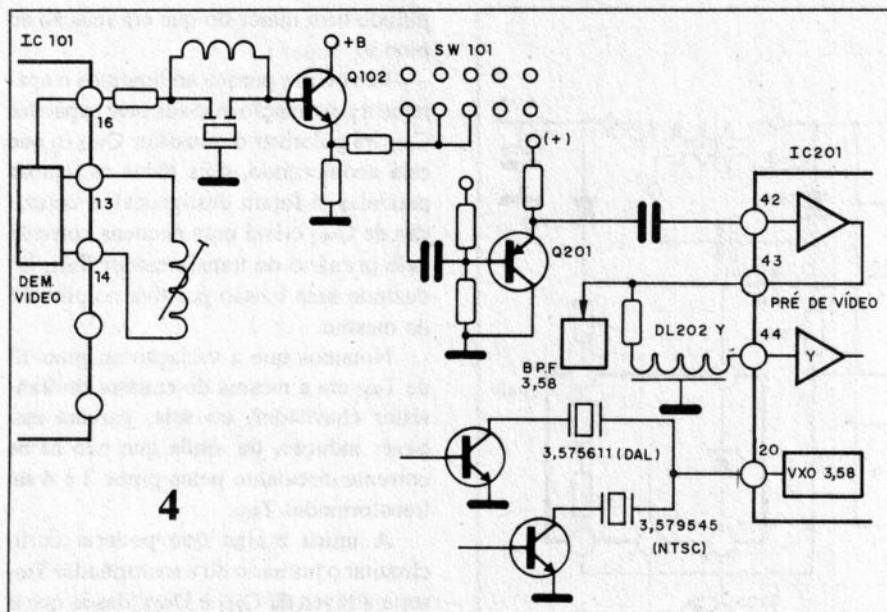 IC 101
+B
SW 101
16
Q102
(+)
IC201
13
42
Q201
43
DEM.
VIDEO
PRÉ DE VÍDEO
DL202 Y
44
B.P.F
3,58
Y
3,575611 (DAL)
20
VXO 3,58
4
3,579545
(NTSC)